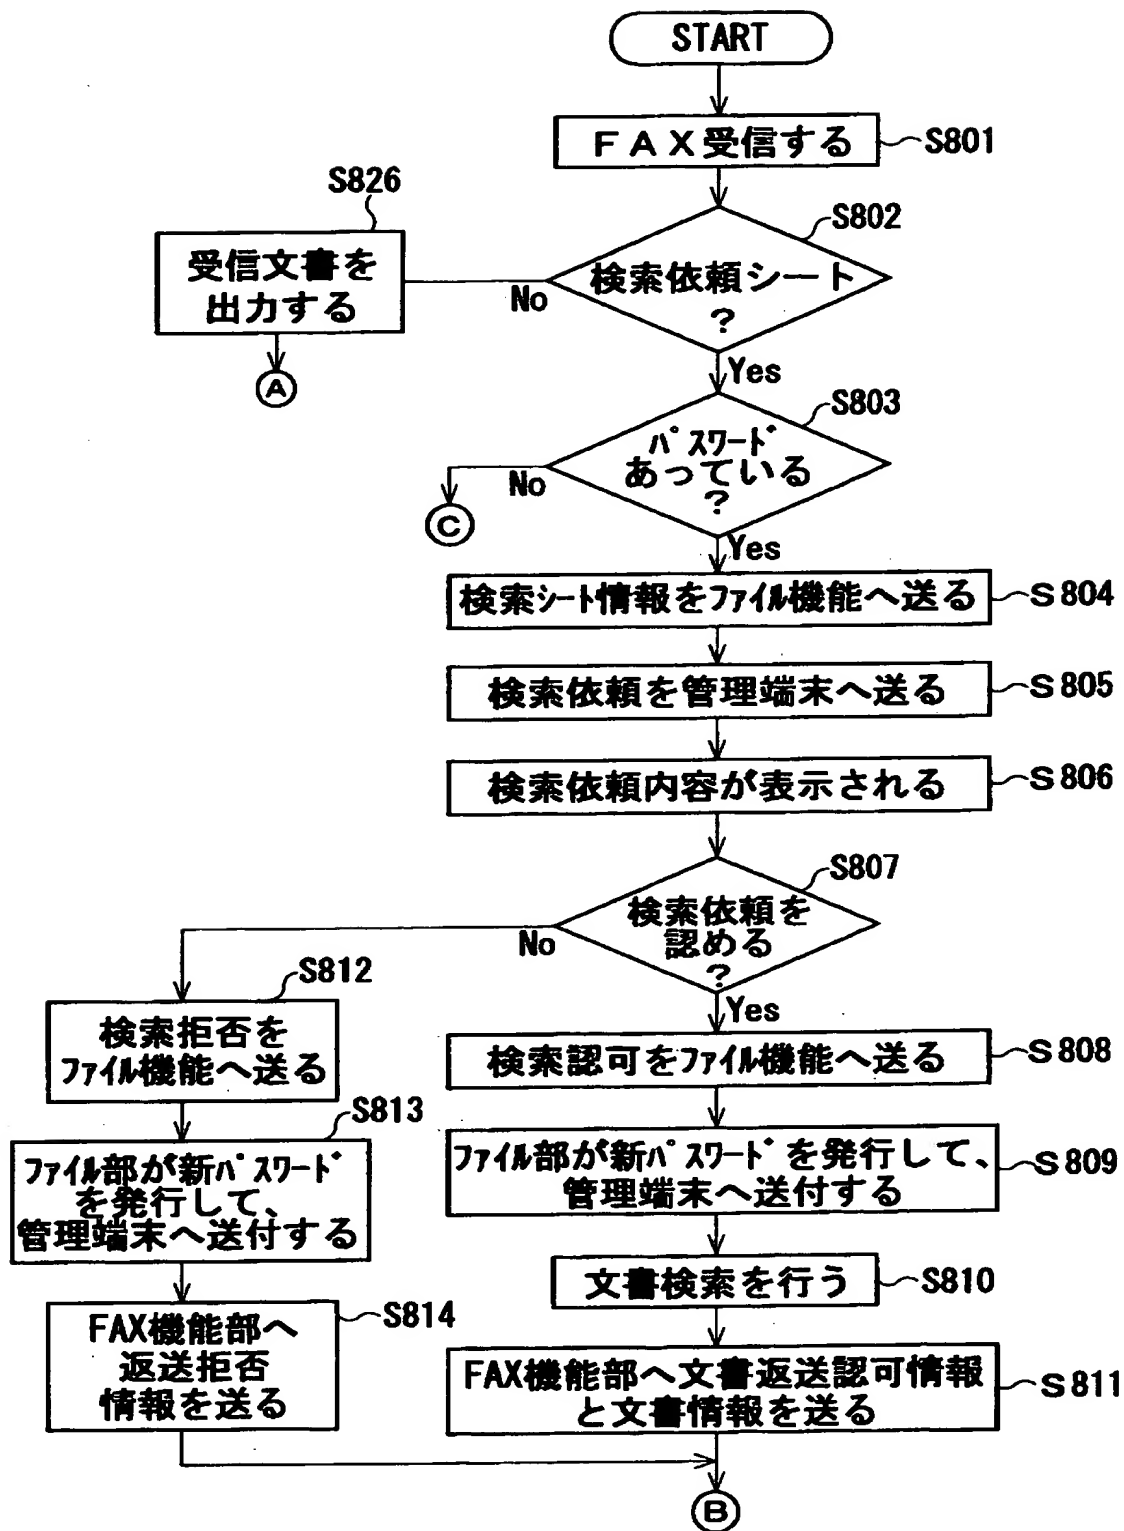 START
FAX受信する
S801
S826
受信文書を
出力する
A
S802
検索依頼シート
?
No
Yes
S803
パスワード
あっている
?
No
C
Yes
検索シート情報をファイル機能へ送る
S804
検索依頼を管理端末へ送る
S805
検索依頼内容が表示される
S806
S807
検索依頼を
認める
?
No
Yes
S812
検索拒否を
ファイル機能へ送る
検索認可をファイル機能へ送る
S808
S813
ファイル部が新パスワード
を発行して、
管理端末へ送付する
ファイル部が新パスワードを発行して、
管理端末へ送付する
S809
文書検索を行う
S810
FAX機能部へ
返送拒否
情報を送る
S814
FAX機能部へ文書返送認可情報
と文書情報を送る
S811
B